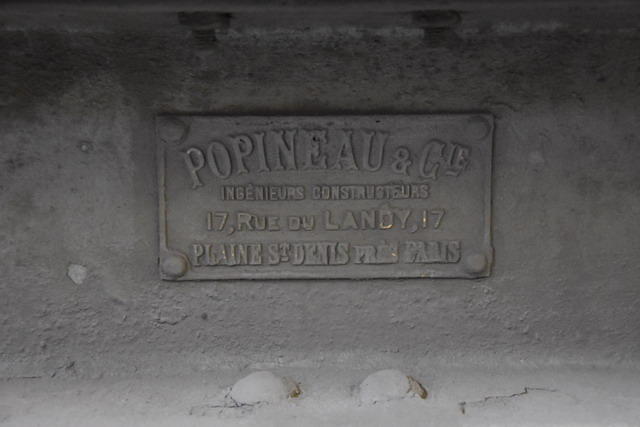 POPINEAU & CIE
INGÉNIEURS CONSTRUCTEURS
17, RUE DU LANDY, 17
PLAINE ST DENIS PRÈS PARIS